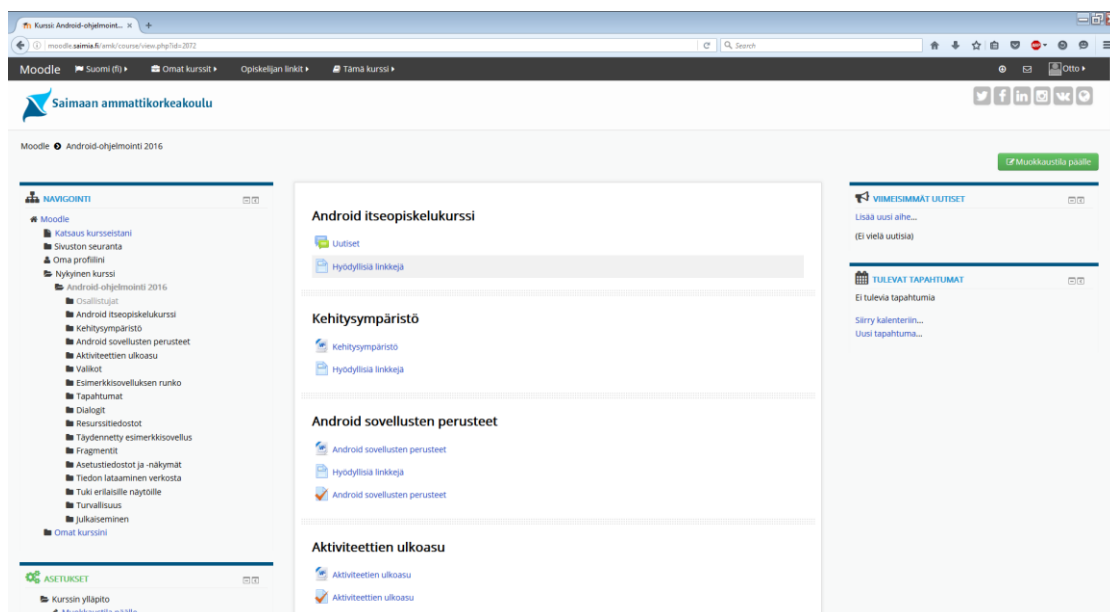 Kurssi: Android-ohjelmoint...
moodle.saimia.fi/amk/course/view.php?id=2072
Search
Moodle Suomi (fi) Omat kurssit Opiskelijan linkit Tämä kurssi Otto
Saimaan ammattikorkeakoulu
Moodle Android-ohjelmointi 2016
Muokkaustila päälle
NAVIGOINTI
Moodle
Katsaus kursseistani
Sivuston seuranta
Oma profiilini
Nykyinen kurssi
Android-ohjelmointi 2016
Osallistujat
Android itseopiskelukurssi
Kehitysympäristö
Android sovellusten perusteet
Aktiviteettien ulkoasu
Valikot
Esimerkkisovelluksen runko
Tapahtumat
Dialogit
Resurssitiedostot
Täydennetty esimerkkisovellus
Fragmentit
Asetustiedostot ja -näkymät
Tiedon lataaminen verkosta
Tuki erilaisille näytöille
Turvallisuus
Julkaiseminen
Omat kurssini
ASETUKSET
Kurssin ylläpito
Muokkaustila päälle
Android itseopiskelukurssi
Uutiset
Hyödyllisiä linkkejä
Kehitysympäristö
Kehitysympäristö
Hyödyllisiä linkkejä
Android sovellusten perusteet
Android sovellusten perusteet
Hyödyllisiä linkkejä
Android sovellusten perusteet
Aktiviteettien ulkoasu
Aktiviteetien ulkoasu
Aktiviteettien ulkoasu
VIIMEISIMMÄT UUTISET
Lisää uusi aihe...
(Ei vielä uutisia)
TULEVAT TAPAHTUMAT
Ei tulevia tapahtumia
Siirry kalenteriin...
Uusi tapahtuma...